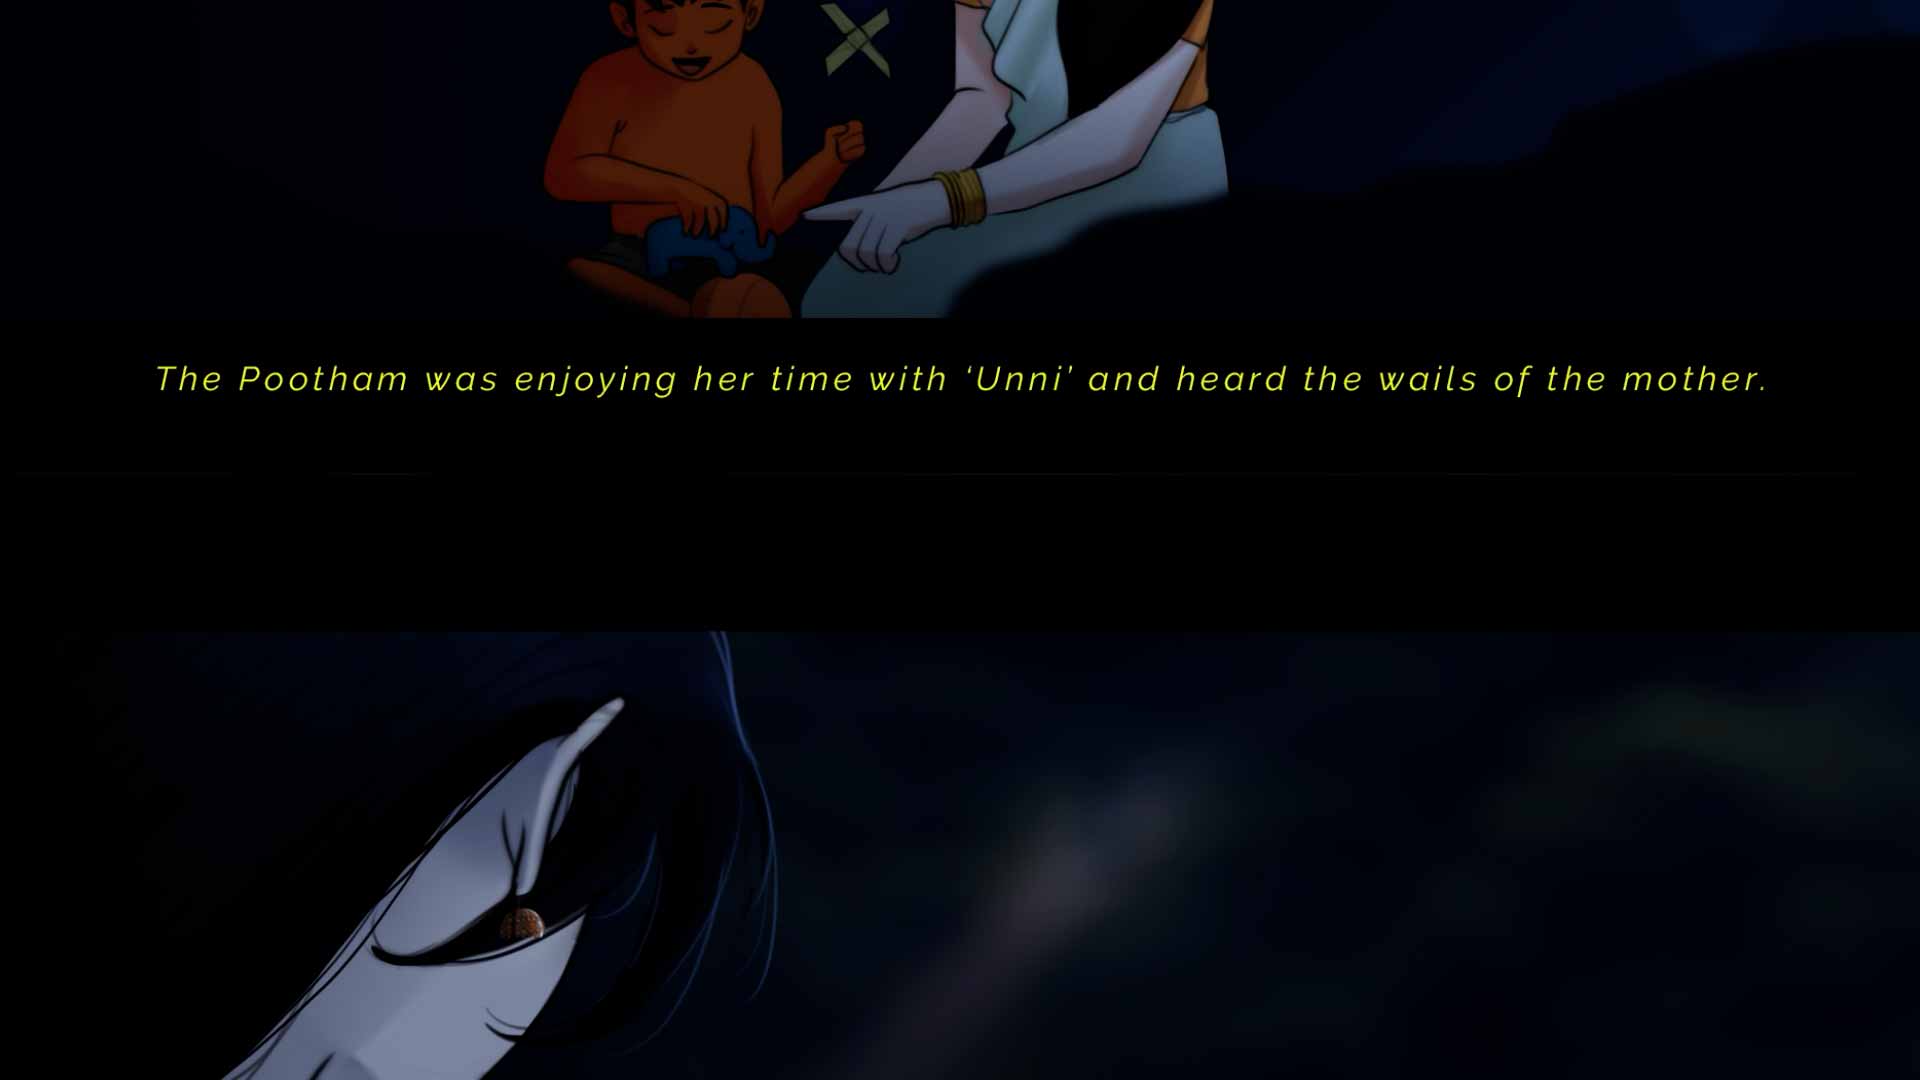 The Pootham was enjoying her time with ‘Unni’ and heard the wails of the mother.